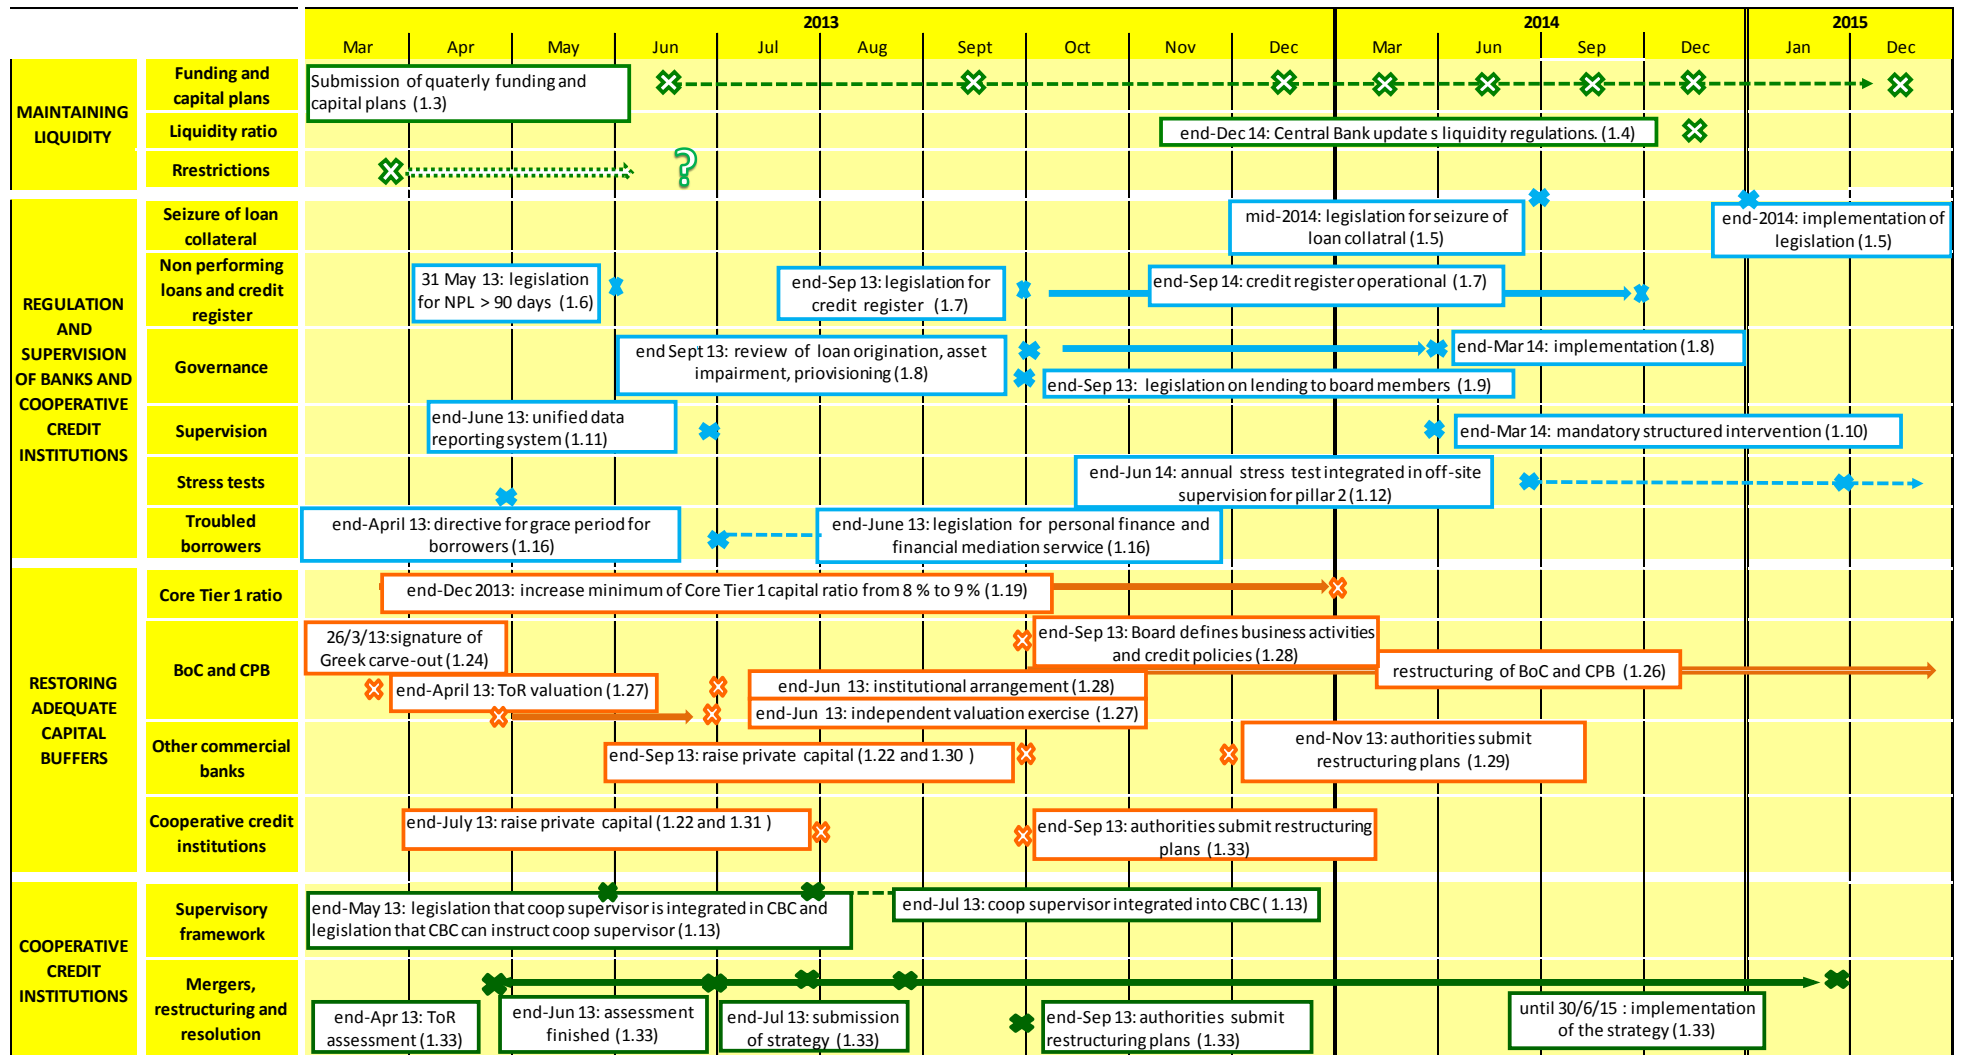 2013
2014
2015
Mar
Apr
May
Jun
Jul
Aug
Sept
Oct
Nov
Dec
Mar
Jun
Sep
Dec
Jan
Dec
MAINTAINING
LIQUIDITY
Funding and
capital plans
Submission of quaterly funding and
capital plans (1.3)
Liquidity ratio
end-Dec 14: Central Bank updates liquidity regulations. (1.4)
Rrestrictions
?
REGULATION
AND
SUPERVISION
OF BANKS AND
COOPERATIVE
CREDIT
INSTITUTIONS
Seizure of loan
collateral
mid-2014: legislation for seizure of
loan collatral (1.5)
end-2014: implementation of
legislation (1.5)
Non performing
loans and credit
register
31 May 13: legislation
for NPL > 90 days (1.6)
end-Sep 13: legislation for
credit register (1.7)
end-Sep 14: credit register operational (1.7)
Governance
end Sept 13: review of loan origination, asset
impairment, priovisioning (1.8)
end-Mar 14: implementation (1.8)
end-Sep 13: legislation on lending to board members (1.9)
Supervision
end-June 13: unified data
reporting system (1.11)
end-Mar 14: mandatory structured intervention (1.10)
Stress tests
end-Jun 14: annual stress test integrated in off-site
supervision for pillar 2 (1.12)
Troubled
borrowers
end-April 13: directive for grace period for
borrowers (1.16)
end-June 13: legislation for personal finance and
financial mediation servvice (1.16)
RESTORING
ADEQUATE
CAPITAL
BUFFERS
Core Tier 1 ratio
end-Dec 2013: increase minimum of Core Tier 1 capital ratio from 8 % to 9 % (1.19)
BoC and CPB
26/3/13:signature of
Greek carve-out (1.24)
end-April 13: ToR valuation (1.27)
end-Sep 13: Board defines business activities
and credit policies (1.28)
restructuring of BoC and CPB (1.26)
end-Jun 13: institutional arrangement (1.28)
end-Jun 13: independent valuation exercise (1.27)
Other commercial
banks
end-Sep 13: raise private capital (1.22 and 1.30 )
end-Nov 13: authorities submit
restructuring plans (1.29)
Cooperative credit
institutions
end-July 13: raise private capital (1.22 and 1.31 )
end-Sep 13: authorities submit restructuring
plans (1.33)
COOPERATIVE
CREDIT
INSTITUTIONS
Supervisory
framework
end-May 13: legislation that coop supervisor is integrated in CBC and
legislation that CBC can instruct coop supervisor (1.13)
end-Jul 13: coop supervisor integrated into CBC ( 1.13)
Mergers,
restructuring and
resolution
end-Apr 13: ToR
assessment (1.33)
end-Jun 13: assessment
finished (1.33)
end-Jul 13: submission
of strategy (1.33)
end-Sep 13: authorities submit
restructuring plans (1.33)
until 30/6/15 : implementation
of the strategy (1.33)